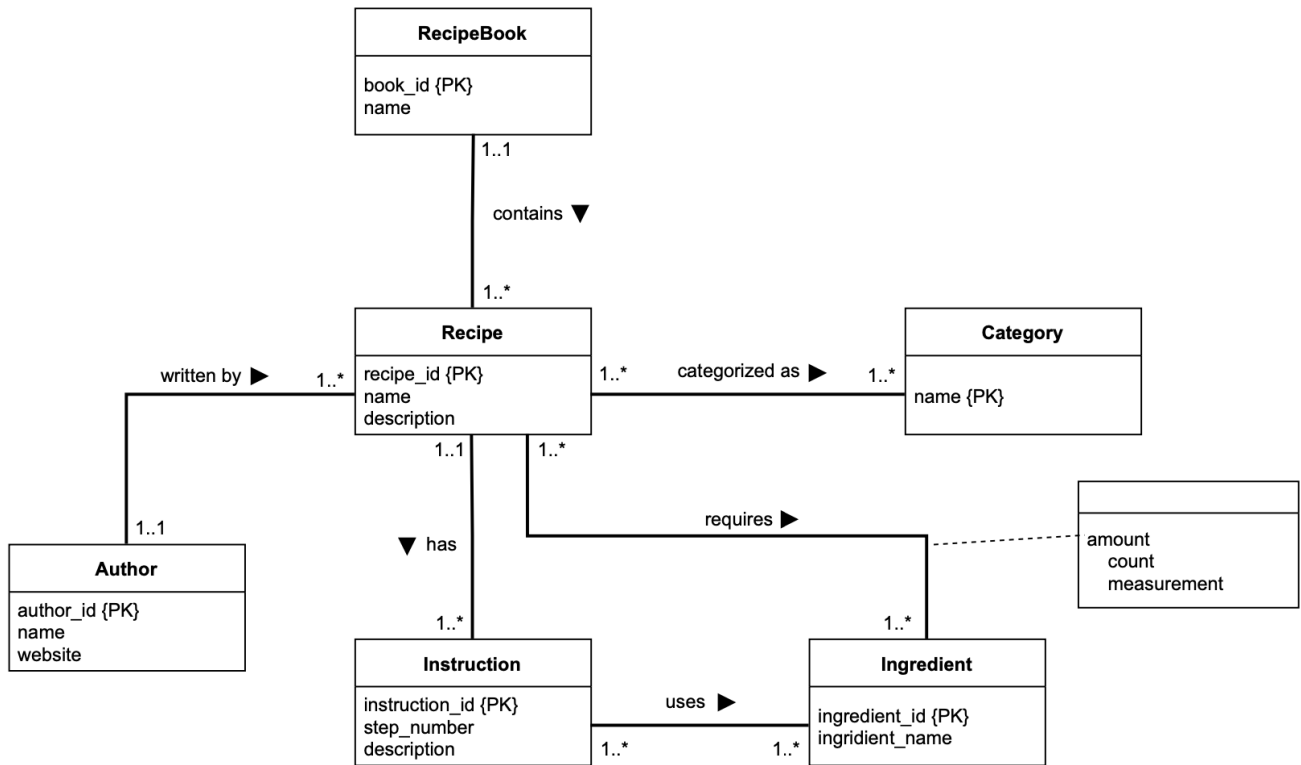 RecipeBook
book_id {PK}
name
1..1
contains ▼
1..*
Recipe
recipe_id {PK}
name
description
written by ►
1..*
1..1
Author
author_id {PK}
name
website
1..*
categorized as ►
1..*
Category
name {PK}
1..1
▼ has
1..*
1..*
requires ►
1..*
amount
count
measurement
Instruction
instruction_id {PK}
step_number
description
uses ►
1..*
1..*
Ingredient
ingredient_id {PK}
ingridient_name